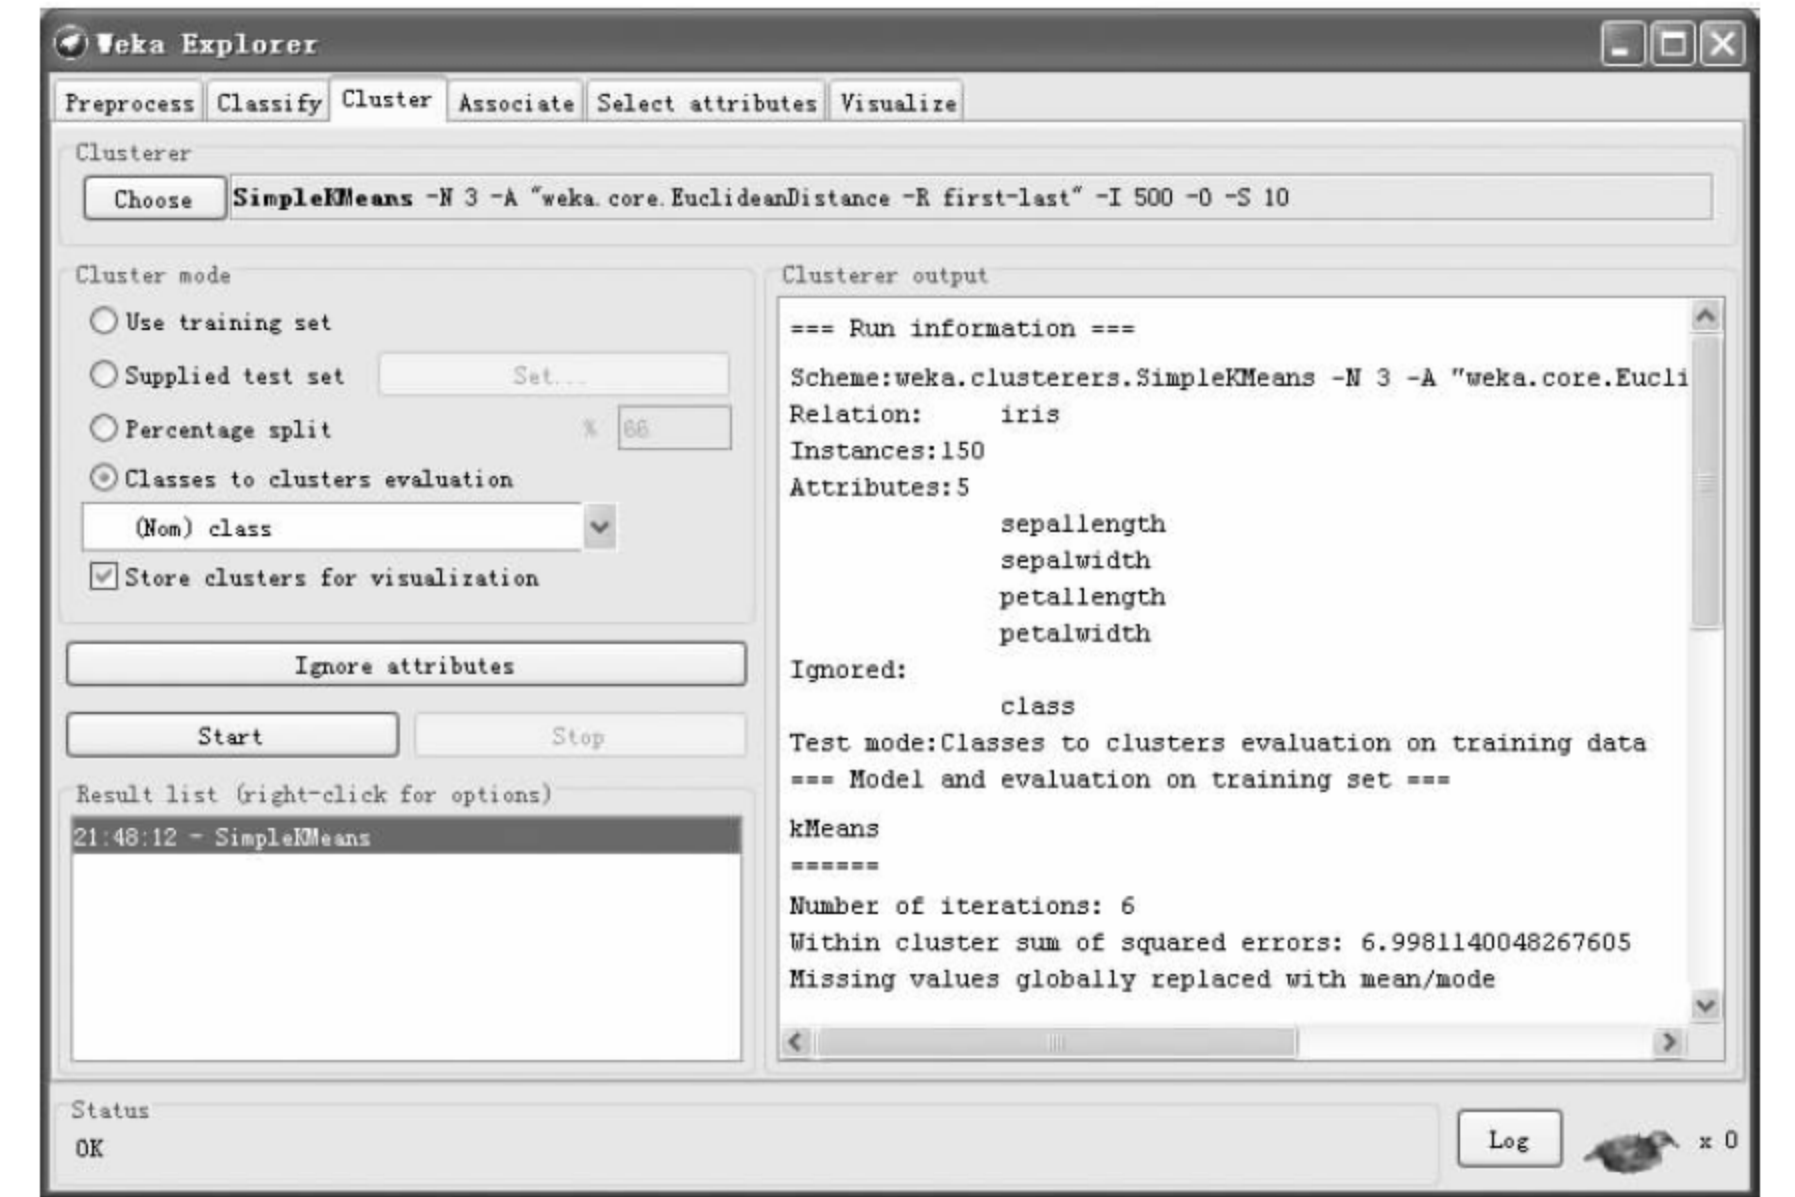 Weka Explorer
Preprocess Classify Cluster Associate Select attributes Visualize
Clusterer
Choose SimpleKMeans -N 3 -A "weka.core.EuclideanDistance -R first-last" -I 500 -O -S 10
Cluster mode
Use training set
Supplied test set Set...
Percentage split % 66
Classes to clusters evaluation
(Nom) class
Store clusters for visualization
Ignore attributes
Start Stop
Result list (right-click for options)
21:48:12 - SimpleKMeans
Clusterer output
=== Run information ===
Scheme:weka.clusterers.SimpleKMeans -N 3 -A "weka.core.Eucli
Relation: iris
Instances:150
Attributes:5
sepallength
sepalwidth
petallength
petalwidth
Ignored:
class
Test mode:Classes to clusters evaluation on training data
=== Model and evaluation on training set ===
kMeans
======
Number of iterations: 6
Within cluster sum of squared errors: 6.9981140048267605
Missing values globally replaced with mean/mode
Status
OK
Log x 0